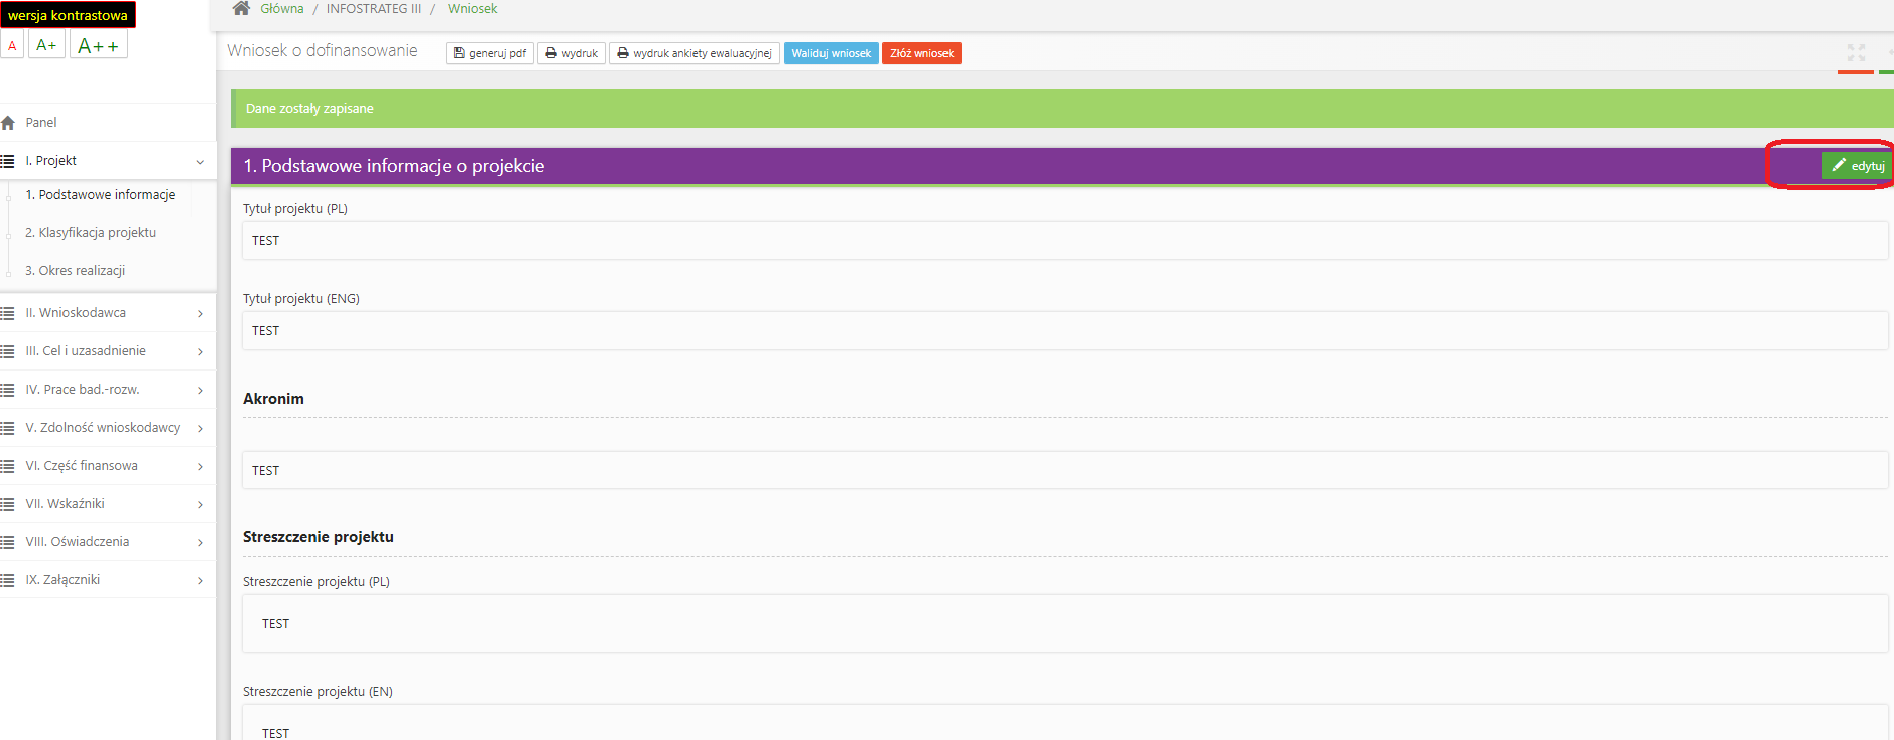 wersja kontrastowa
A A+ A++
Główna / INFOSTRATEG III / Wniosek
Wniosek o dofinansowanie generuj pdf wydruk wydruk ankiety ewaluacyjnej Waliduj wniosek Złóż wniosek
Dane zostały zapisane
Panel
I. Projekt
1. Podstawowe informacje
2. Klasyfikacja projektu
3. Okres realizacji
II. Wnioskodawca
III. Cel i uzasadnienie
IV. Prace bad.-rozw.
V. Zdolność wnioskodawcy
VI. Część finansowa
VII. Wskaźniki
VIII. Oświadczenia
IX. Załączniki
1. Podstawowe informacje o projekcie edytuj
Tytuł projektu (PL)
TEST
Tytuł projektu (ENG)
TEST
Akronim
TEST
Streszczenie projektu
Streszczenie projektu (PL)
TEST
Streszczenie projektu (EN)
TEST